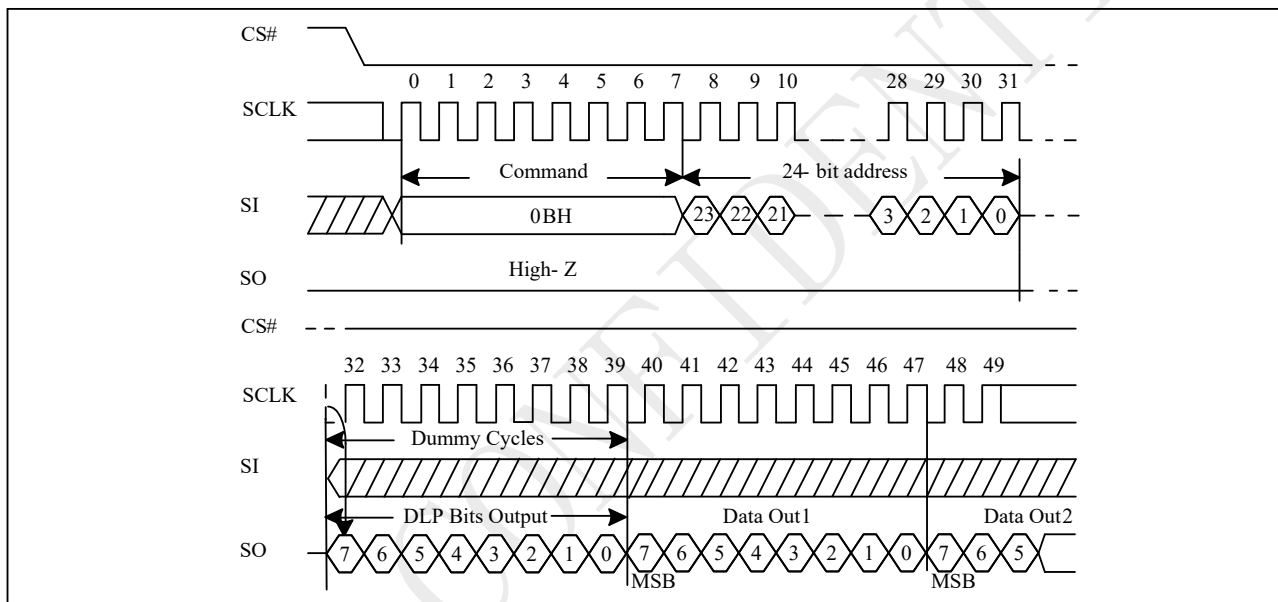 CS#
0 1 2 3 4 5 6 7 8 9 10 28 29 30 31
SCLK
Command 24- bit address
SI 0BH 23 22 21 3 2 1 0
High- Z
SO
CS#
32 33 34 35 36 37 38 39 40 41 42 43 44 45 46 47 48 49
SCLK
Dummy Cycles
SI
DLP Bits Output Data Out1 Data Out2
SO 7 6 5 4 3 2 1 0 7 6 5 4 3 2 1 0 7 6 5
MSB MSB
CONFIDENT